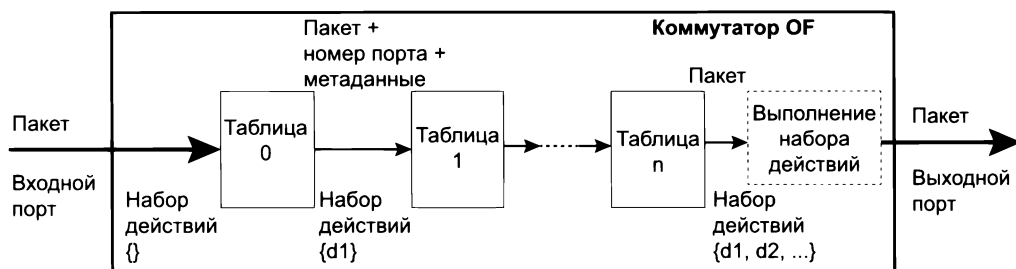 Пакет +
номер порта +
метаданные
Коммутатор OF
Пакет
Входной
порт
Таблица
0
Таблица
1
Таблица
n
Пакет
Выполнение
набора
действий
Пакет
Выходной
порт
Набор
действий
{}
Набор
действий
{d1}
Набор
действий
{d1, d2, ...}